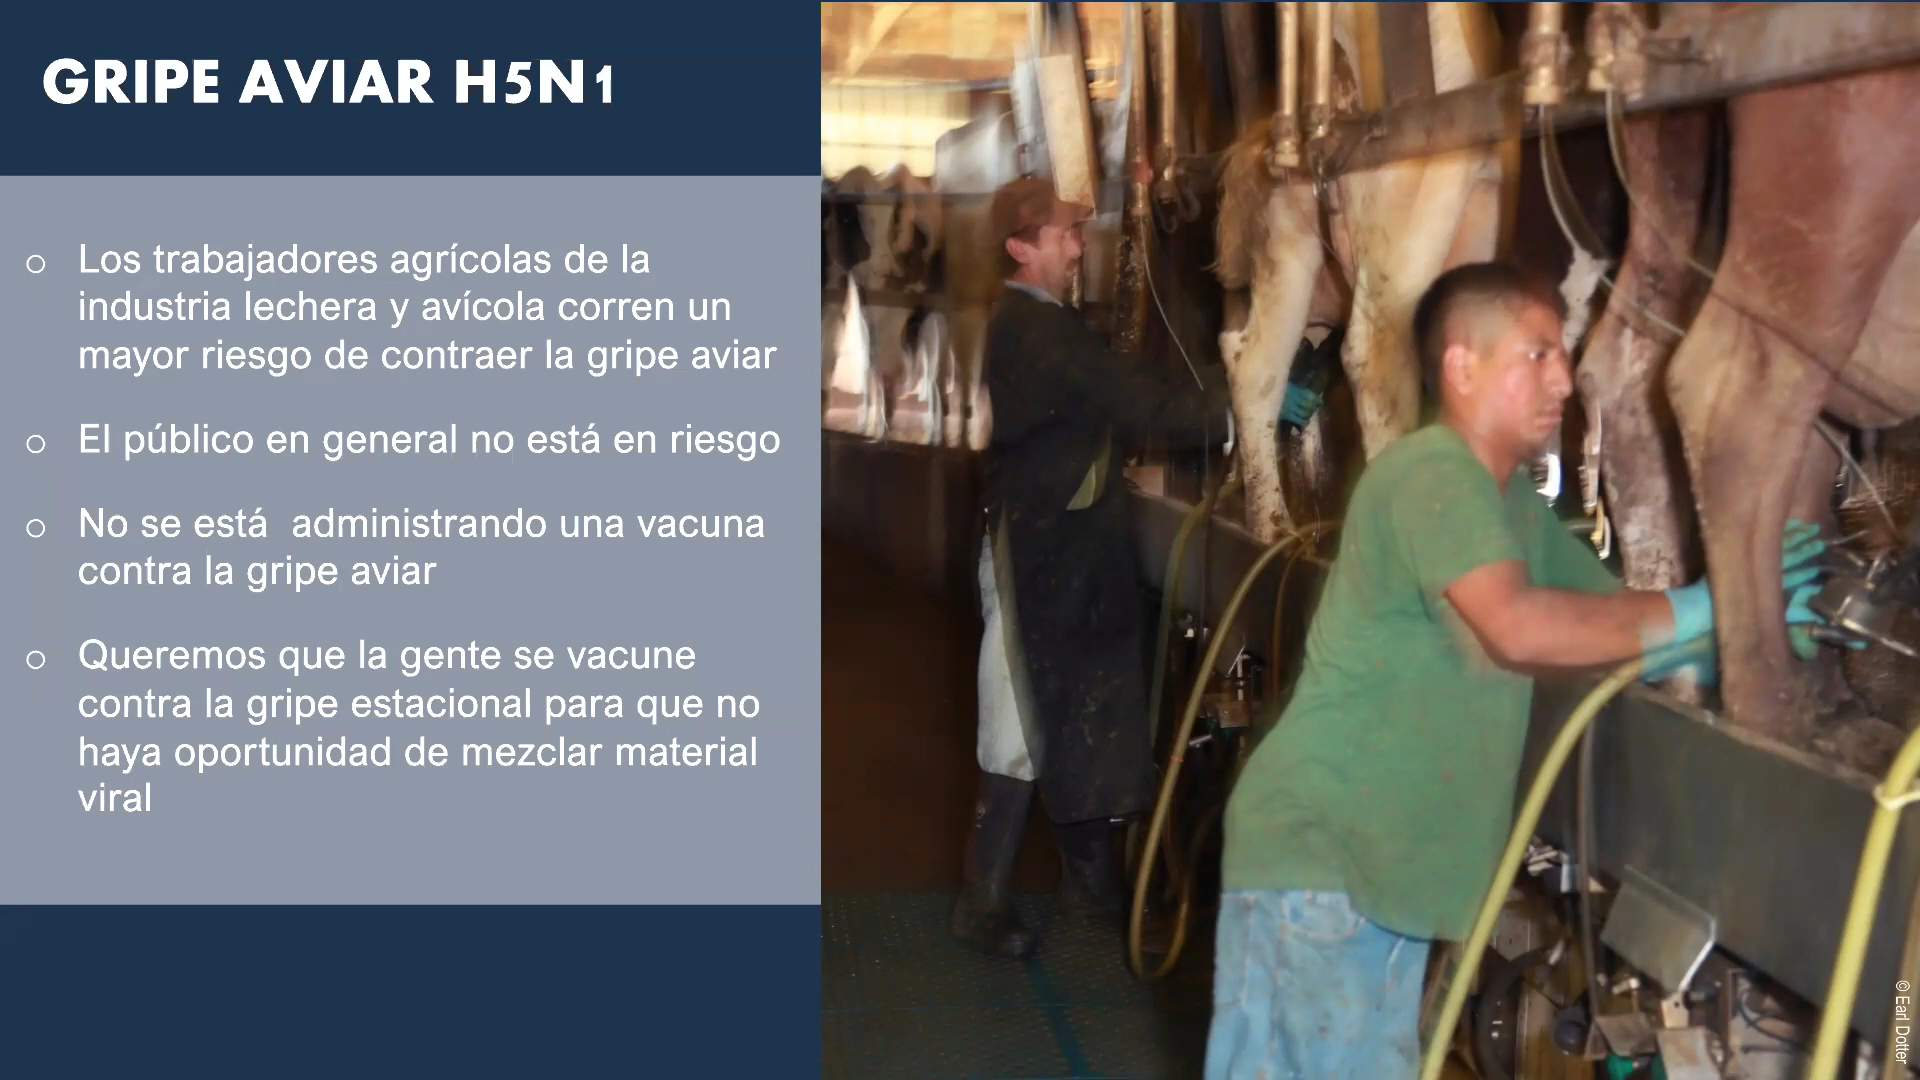 GRIPE AVIAR H5N1
Los trabajadores agrícolas de la
industria lechera y avícola corren un
mayor riesgo de contraer la gripe aviar
El público en general no está en riesgo
No se está  administrando una vacuna
contra la gripe aviar
Queremos que la gente se vacune
contra la gripe estacional para que no
haya oportunidad de mezclar material
viral
© Earl Dotter